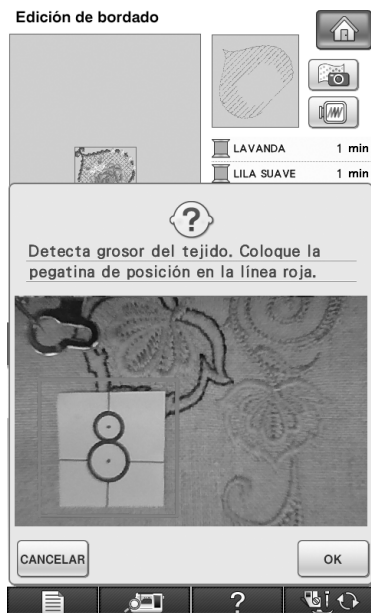 Edición de bordado
LAVANDA 1 min
LILA SUAVE 1 min
?
Detecta grosor del tejido. Coloque la
pegatina de posición en la línea roja.
CANCELAR
OK
?